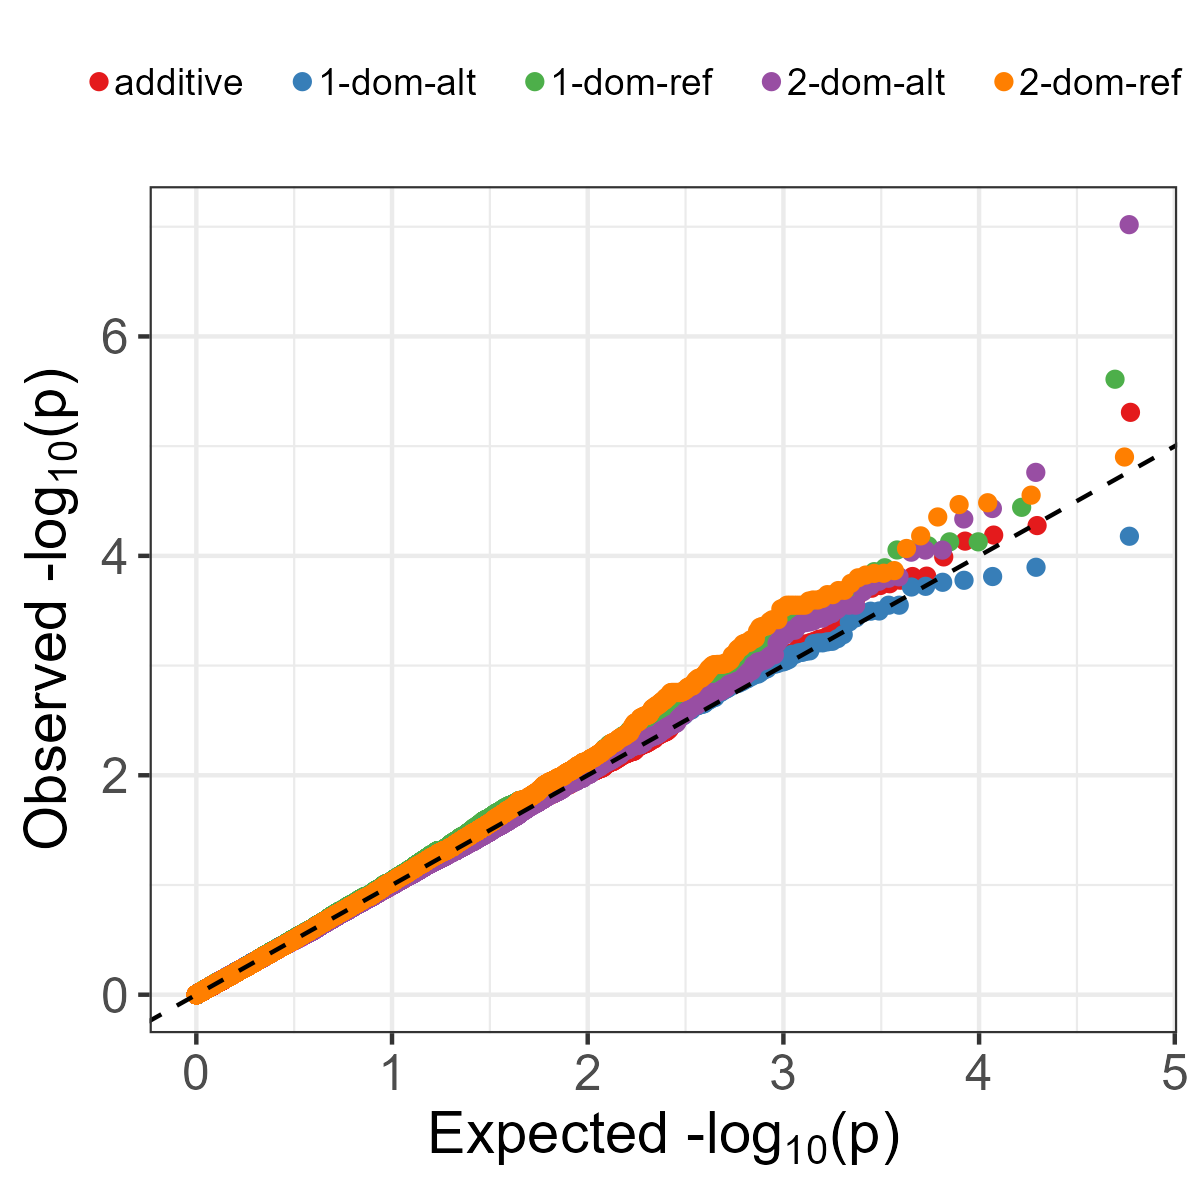 additive 1-dom-alt 1-dom-ref 2-dom-alt 2-dom-ref
Observed -log10(p)
6
4
2
0
0 1 2 3 4 5
Expected -log10(p)